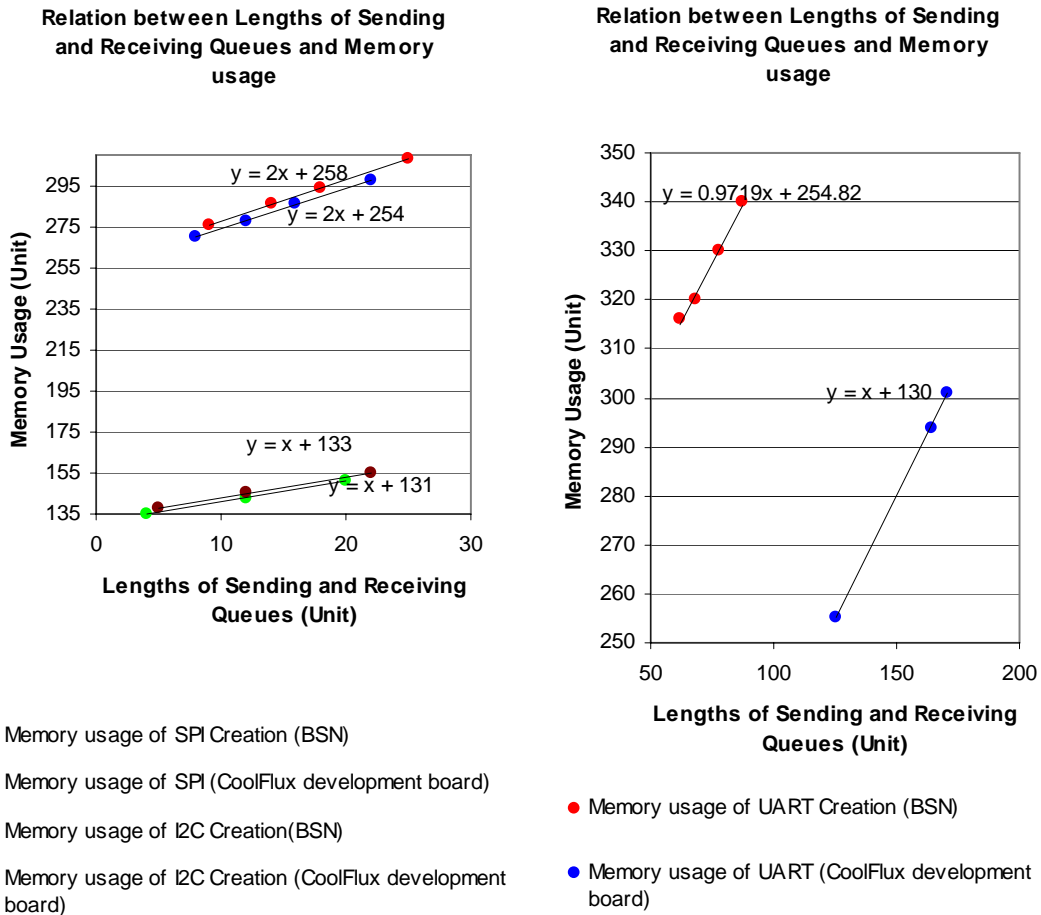 Relation between Lengths of Sending
and Receiving Queues and Memory
usage
295
275
255
235
215
195
175
155
135
0
10
20
30
y = 2x + 258
y = 2x + 254
y = x + 133
y = x + 131
Memory Usage (Unit)
Lengths of Sending and Receiving
Queues (Unit)
Memory usage of SPI Creation (BSN)
Memory usage of SPI (CoolFlux development board)
Memory usage of I2C Creation(BSN)
Memory usage of I2C Creation (CoolFlux development
board)
Relation between Lengths of Sending
and Receiving Queues and Memory
usage
350
340
330
320
310
300
290
280
270
260
250
50
100
150
200
y = 0.9719x + 254.82
y = x + 130
Memory Usage (Unit)
Lengths of Sending and Receiving
Queues (Unit)
Memory usage of UART Creation (BSN)
Memory usage of UART (CoolFlux development
board)